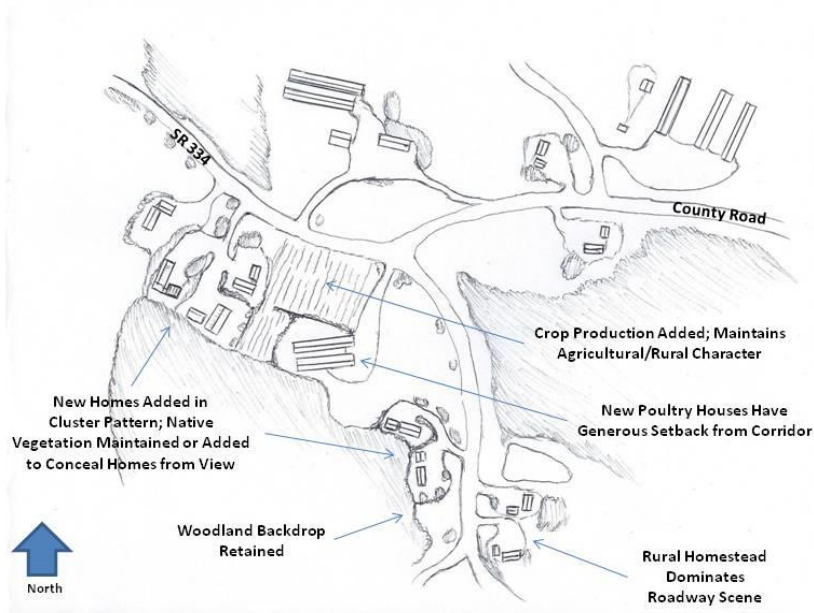 SR 334
County Road
Crop Production Added; Maintains
Agricultural/Rural Character
New Homes Added in
Cluster Pattern; Native
Vegetation Maintained or Added
to Conceal Homes from View
New Poultry Houses Have
Generous Setback from Corridor
Woodland Backdrop
Retained
Rural Homestead
Dominates
Roadway Scene
North